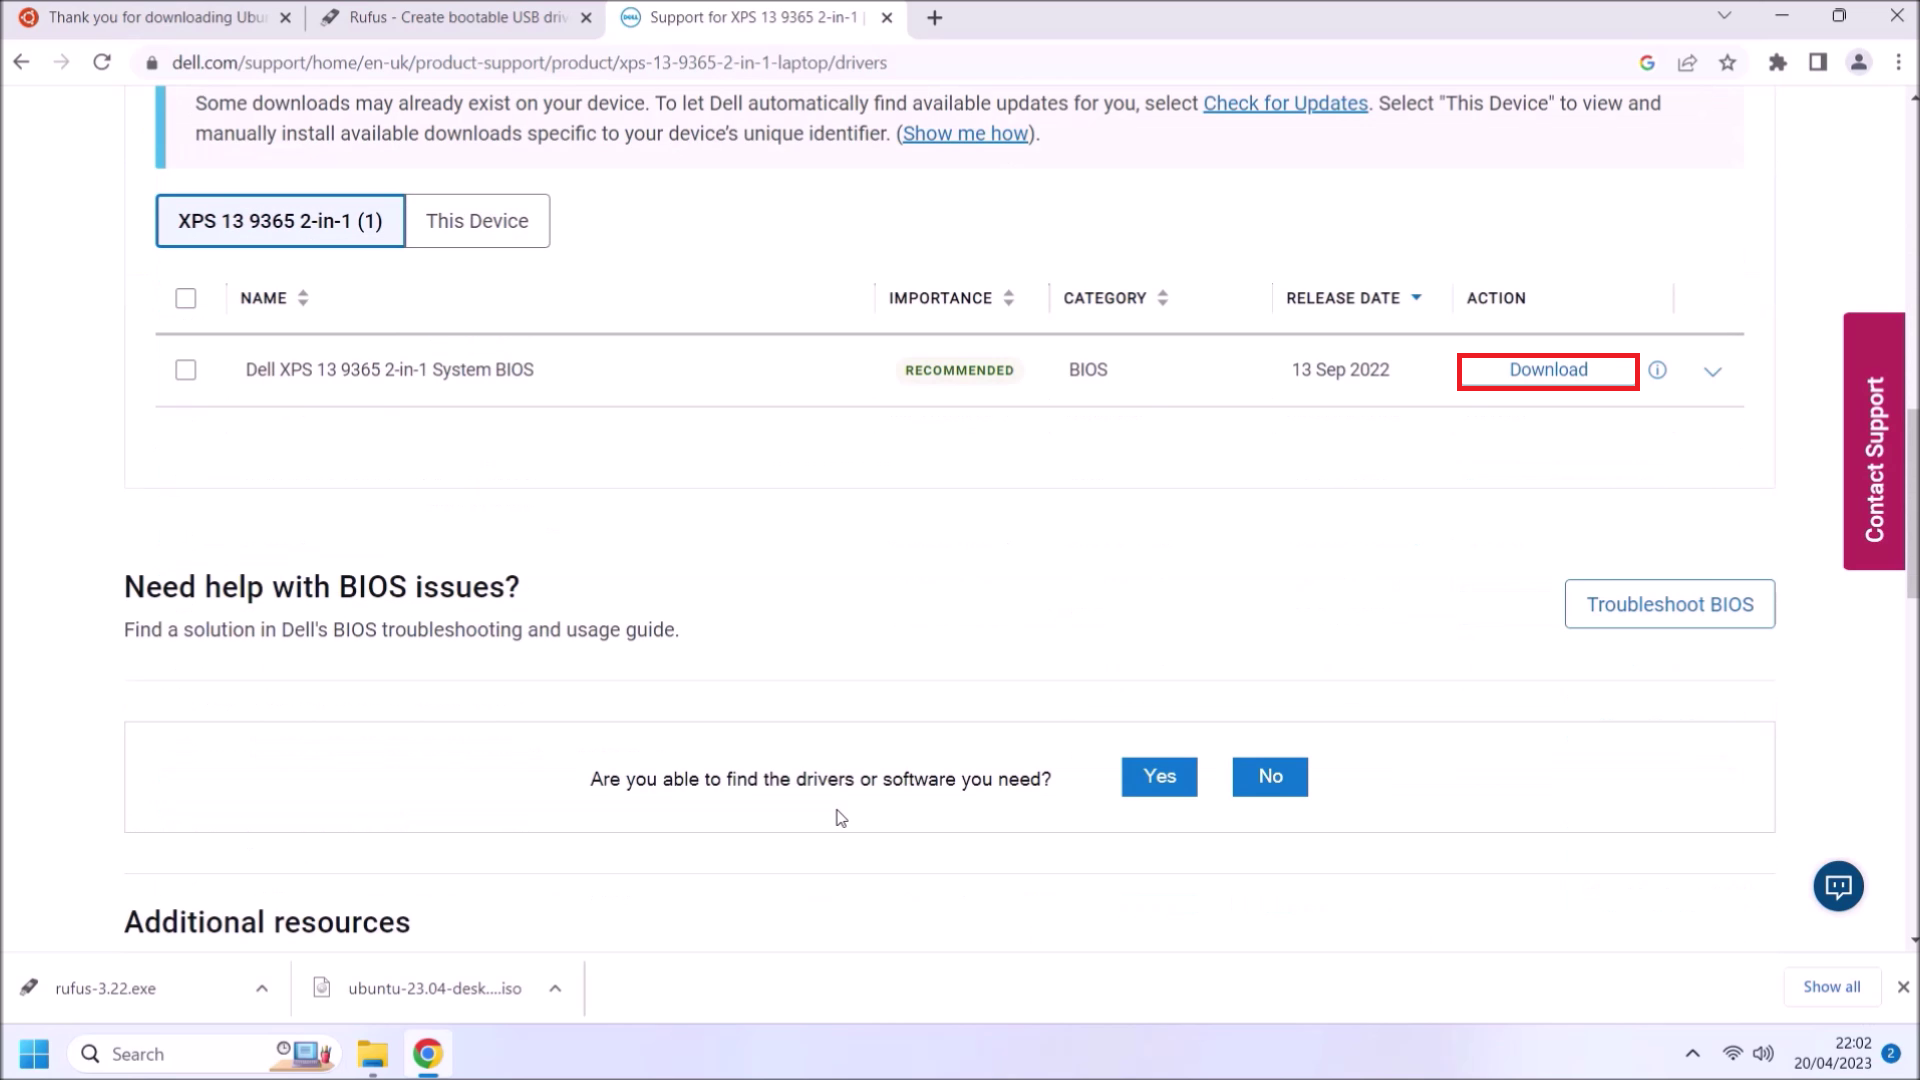 Thank you for downloading Ubu
Rufus - Create bootable USB driv
Support for XPS 13 9365 2-in-1 |
dell.com/support/home/en-uk/product-support/product/xps-13-9365-2-in-1-laptop/drivers
Some downloads may already exist on your device. To let Dell automatically find available updates for you, select Check for Updates. Select "This Device" to view and
manually install available downloads specific to your device’s unique identifier. (Show me how).
XPS 13 9365 2-in-1 (1)
This Device
NAME IMPORTANCE CATEGORY RELEASE DATE ACTION
Dell XPS 13 9365 2-in-1 System BIOS RECOMMENDED BIOS 13 Sep 2022 Download
Contact Support
Need help with BIOS issues?
Troubleshoot BIOS
Find a solution in Dell's BIOS troubleshooting and usage guide.
Are you able to find the drivers or software you need? Yes No
Additional resources
rufus-3.22.exe
ubuntu-23.04-desk....iso
Show all
Search
22:02
20/04/2023
2